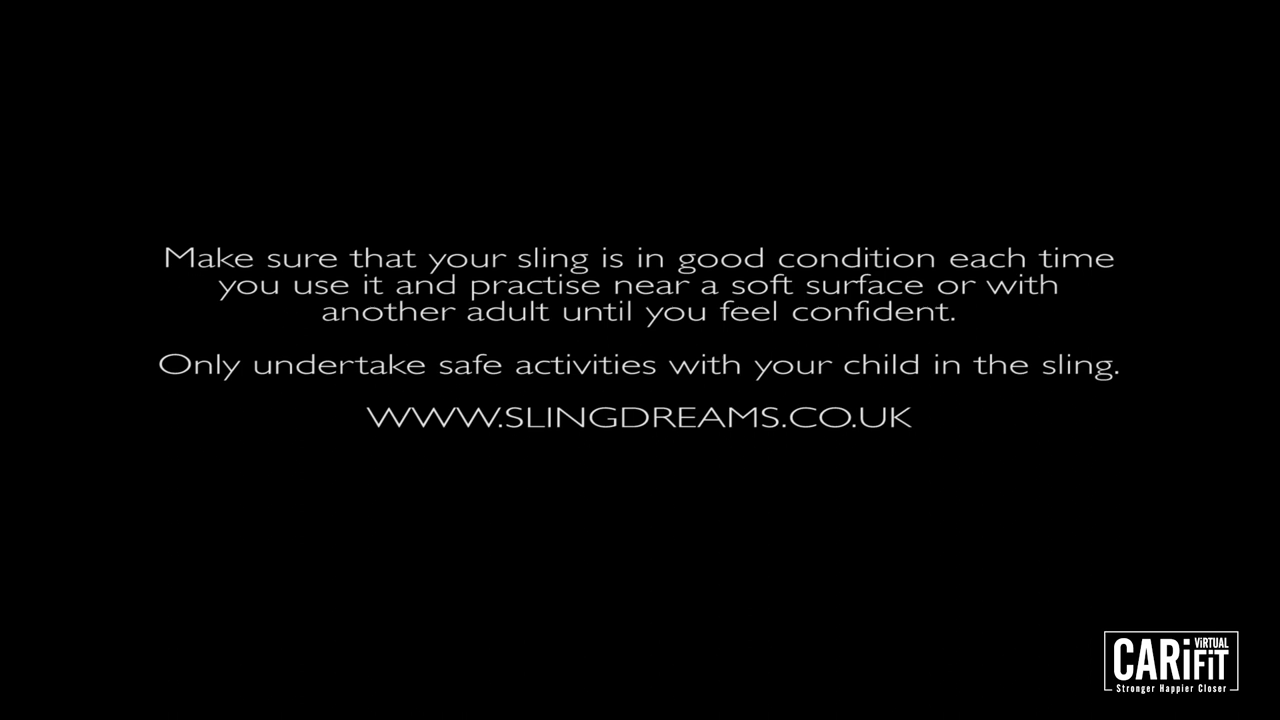 Make sure that your sling is in good condition each time
you use it and practise near a soft surface or with
another adult until you feel confident.
Only undertake safe activities with your child in the sling.
WWW.SLINGDREAMS.CO.UK
ViRTUAL
CARiFiT
Stronger Happier Closer